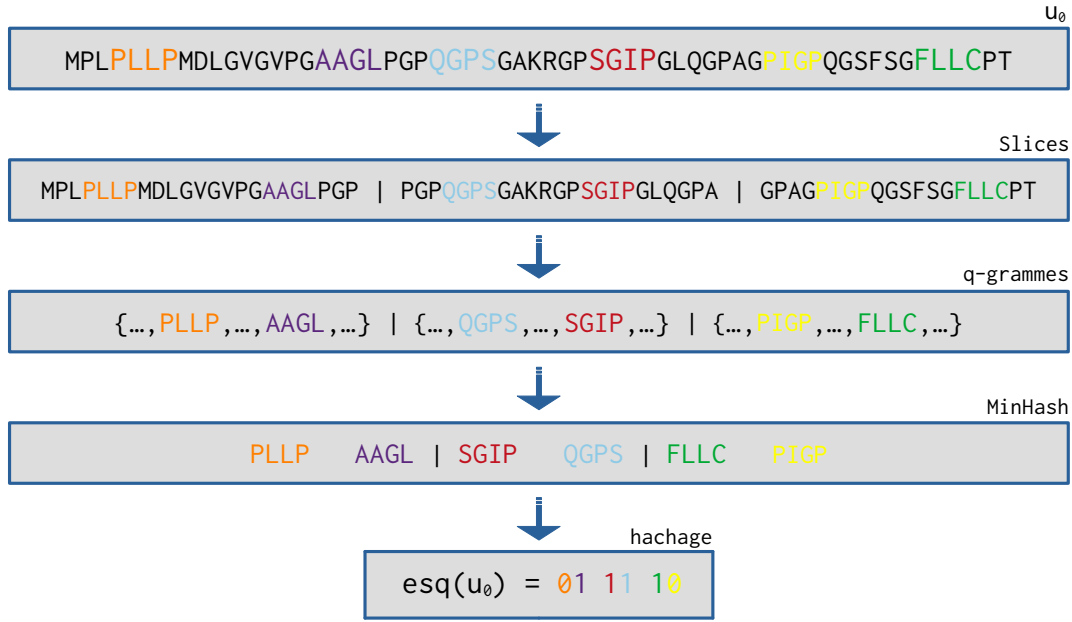 u₀
MPLPLLPMDLGVGVPGAAGLPGPQGPSGAKRGPSGIPGLQGPAGPIGPQGSFSGFLLCPT
Slices
MPLPLLPMDLGVGVPGAAGLPGP | PGPQGPSGAKRGPSGIPGLQGPA | GPAGPIGPQGSFSGFLLCPT
q-grammes
{…,PLLP,…,AAGL,…} | {…,QGPS,…,SGIP,…} | {…,PIGP,…,FLLC,…}
MinHash
PLLP AAGL | SGIP QGPS | FLLC PIGP
hachage
esq(u₀) = 01 11 10